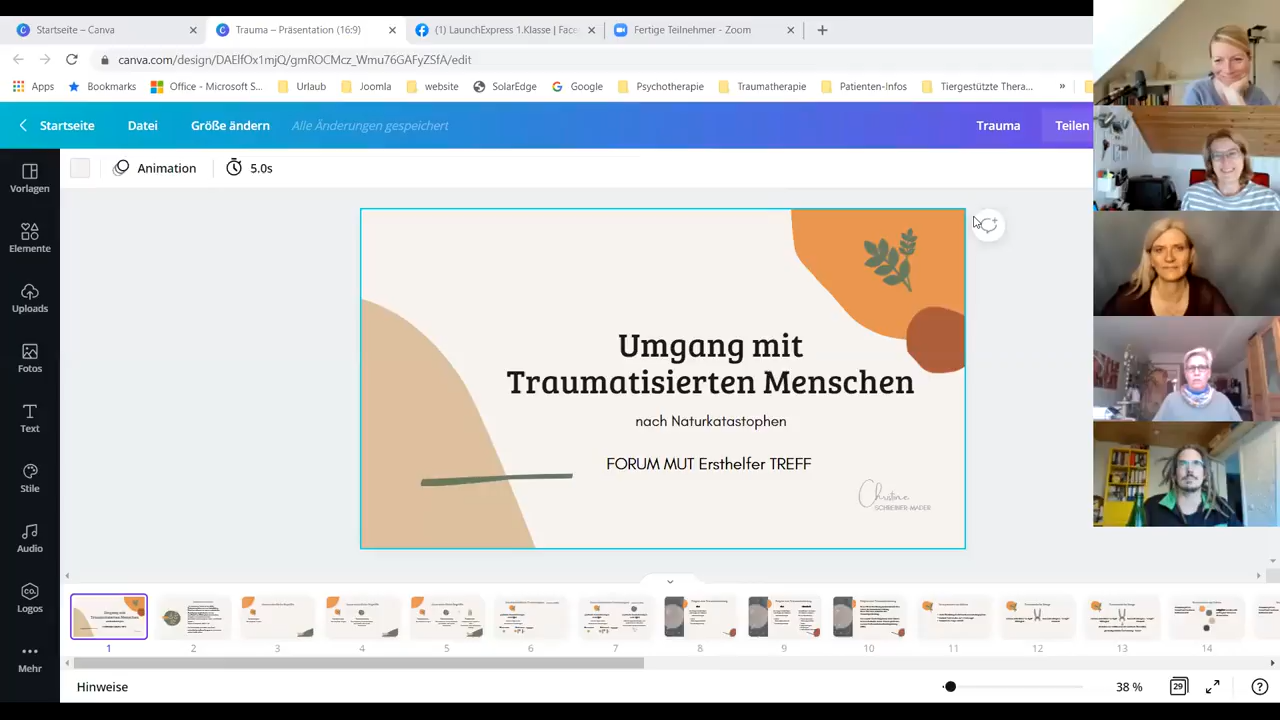 Startseite – Canva
Trauma – Präsentation (16:9)
(1) LaunchExpress 1.Klasse | Face
Fertige Teilnehmer - Zoom
canva.com/design/DAElfOx1mjQ/gmROCMcz_Wmu76GAFyZSfA/edit
Apps Bookmarks Office - Microsoft S... Urlaub Joomla website SolarEdge Google Psychotherapie Traumatherapie Patienten-Infos Tiergestützte Thera... »
Startseite Datei Größe ändern Alle Änderungen gespeichert Trauma Teilen
Animation 5.0s
Vorlagen
Elemente
Uploads
Fotos
Text
Stile
Audio
Logos
Mehr
Umgang mit
Traumatisierten Menschen
nach Naturkatastophen
FORUM MUT Ersthelfer TREFF
Christine
SCHREIBER-MADER
1 2 3 4 5 6 7 8 9 10 11 12 13 14
Hinweise 38 % 29